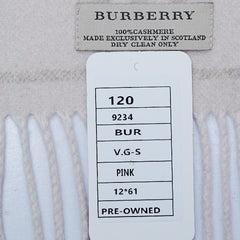 BURBERRY
100%CASHMERE
MADE EXCLUSIVELY IN SCOTLAND
DRY CLEAN ONLY
120
9234
BUR
V.G-S
PINK
12*61
PRE-OWNED